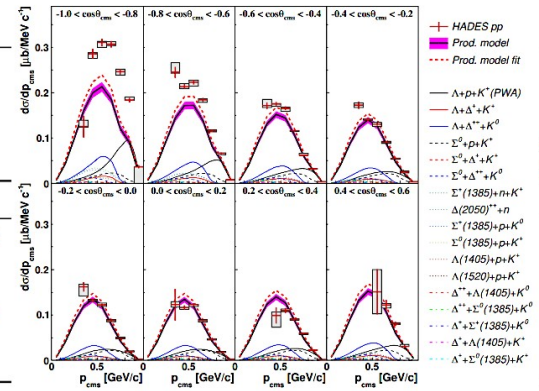 -1.0 < cosθcms < -0.8
-0.8 < cosθcms < -0.6
-0.6 < cosθcms < -0.4
-0.4 < cosθcms < -0.2
dσ/dpcms [μb/MeV c⁻¹]
0.3
0.2
0.1
0
-0.2 < cosθcms < 0.0
0.0 < cosθcms < 0.2
0.2 < cosθcms < 0.4
0.4 < cosθcms < 0.6
dσ/dpcms [μb/MeV c⁻¹]
0.3
0.2
0.1
0
0.5 1 0 0.5 1 0 0.5 1 0 0.5 1
pcms [GeV/c] pcms [GeV/c] pcms [GeV/c] pcms [GeV/c]
HADES pp
Prod. model
Prod. model fit
Λ+p+K⁺(PWA)
Λ+Δ⁺+K⁺
Λ+Δ⁺⁺+K⁰
Σ⁰+p+K⁺
Σ⁰+Δ⁺+K⁺
Σ⁰+Δ⁺⁺+K⁰
Σ⁺(1385)+n+K⁺
Δ(2050)⁺⁺+n
Σ⁺(1385)+p+K⁰
Σ⁰(1385)+p+K⁺
Λ(1405)+p+K⁺
Λ(1520)+p+K⁺
Δ⁺⁺+Λ(1405)+K⁰
Δ⁺⁺+Σ⁰(1385)+K⁰
Δ⁺+Σ⁺(1385)+K⁰
Δ⁺+Λ(1405)+K⁺
Δ⁺+Σ⁰(1385)+K⁺